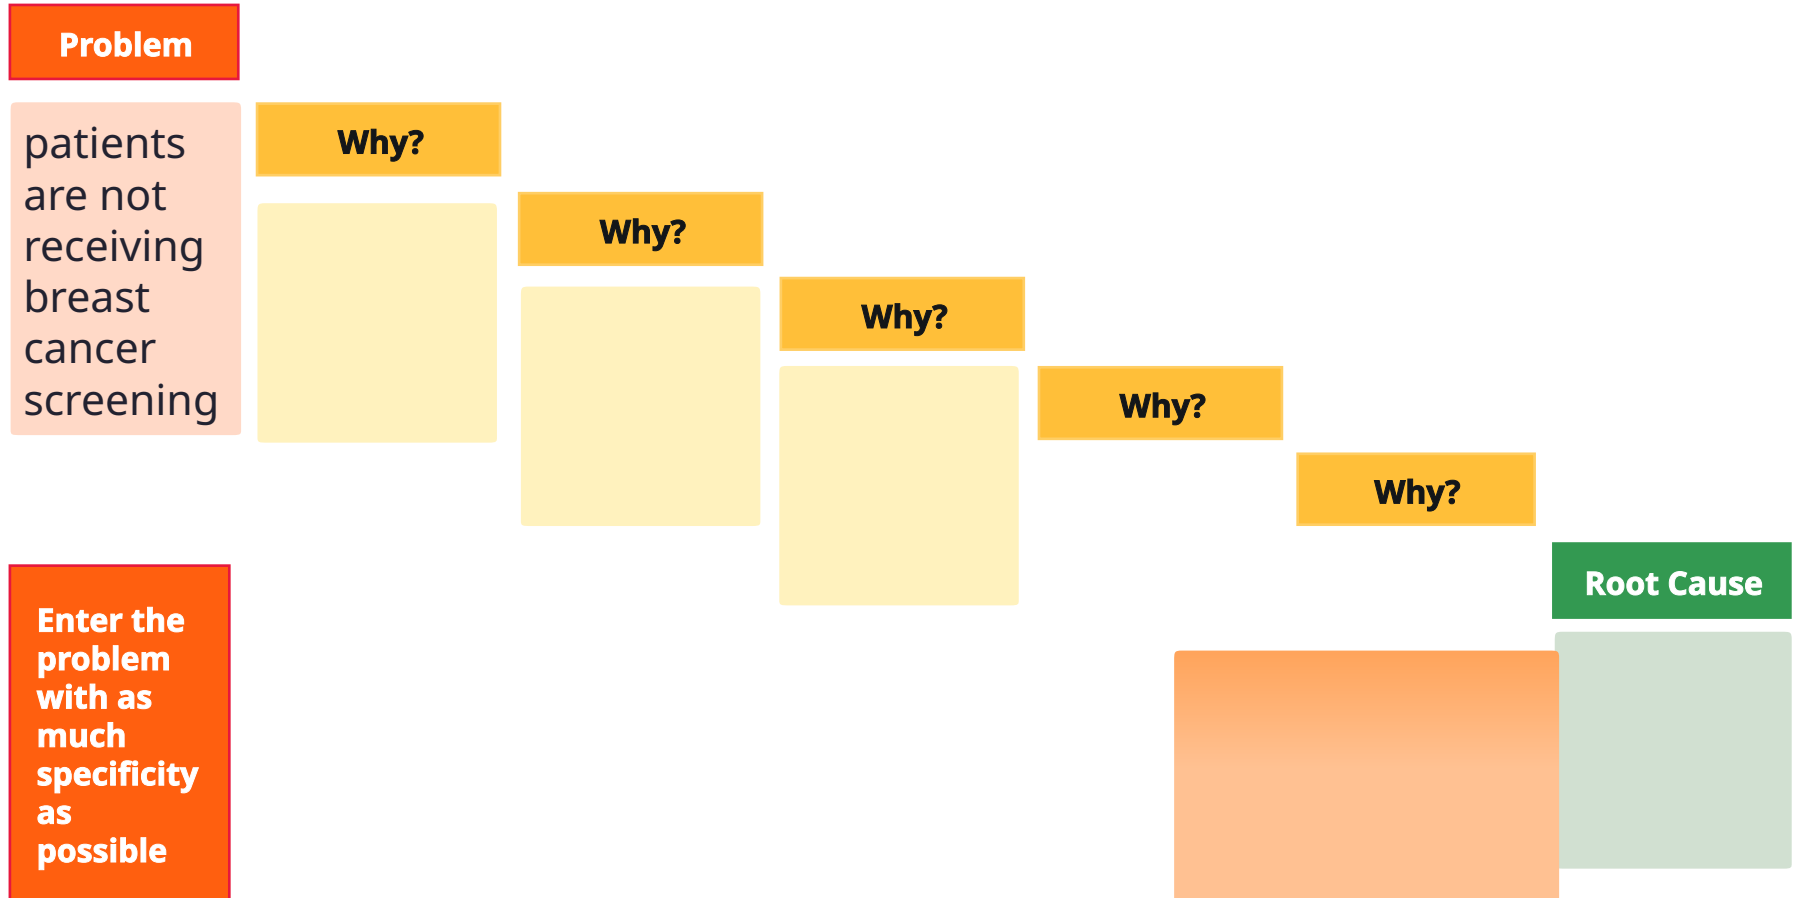 Problem
patients
are not
receiving
breast
cancer
screening
Why?
Why?
Why?
Why?
Why?
Root Cause
Enter the
problem
with as
much
specificity
as
possible